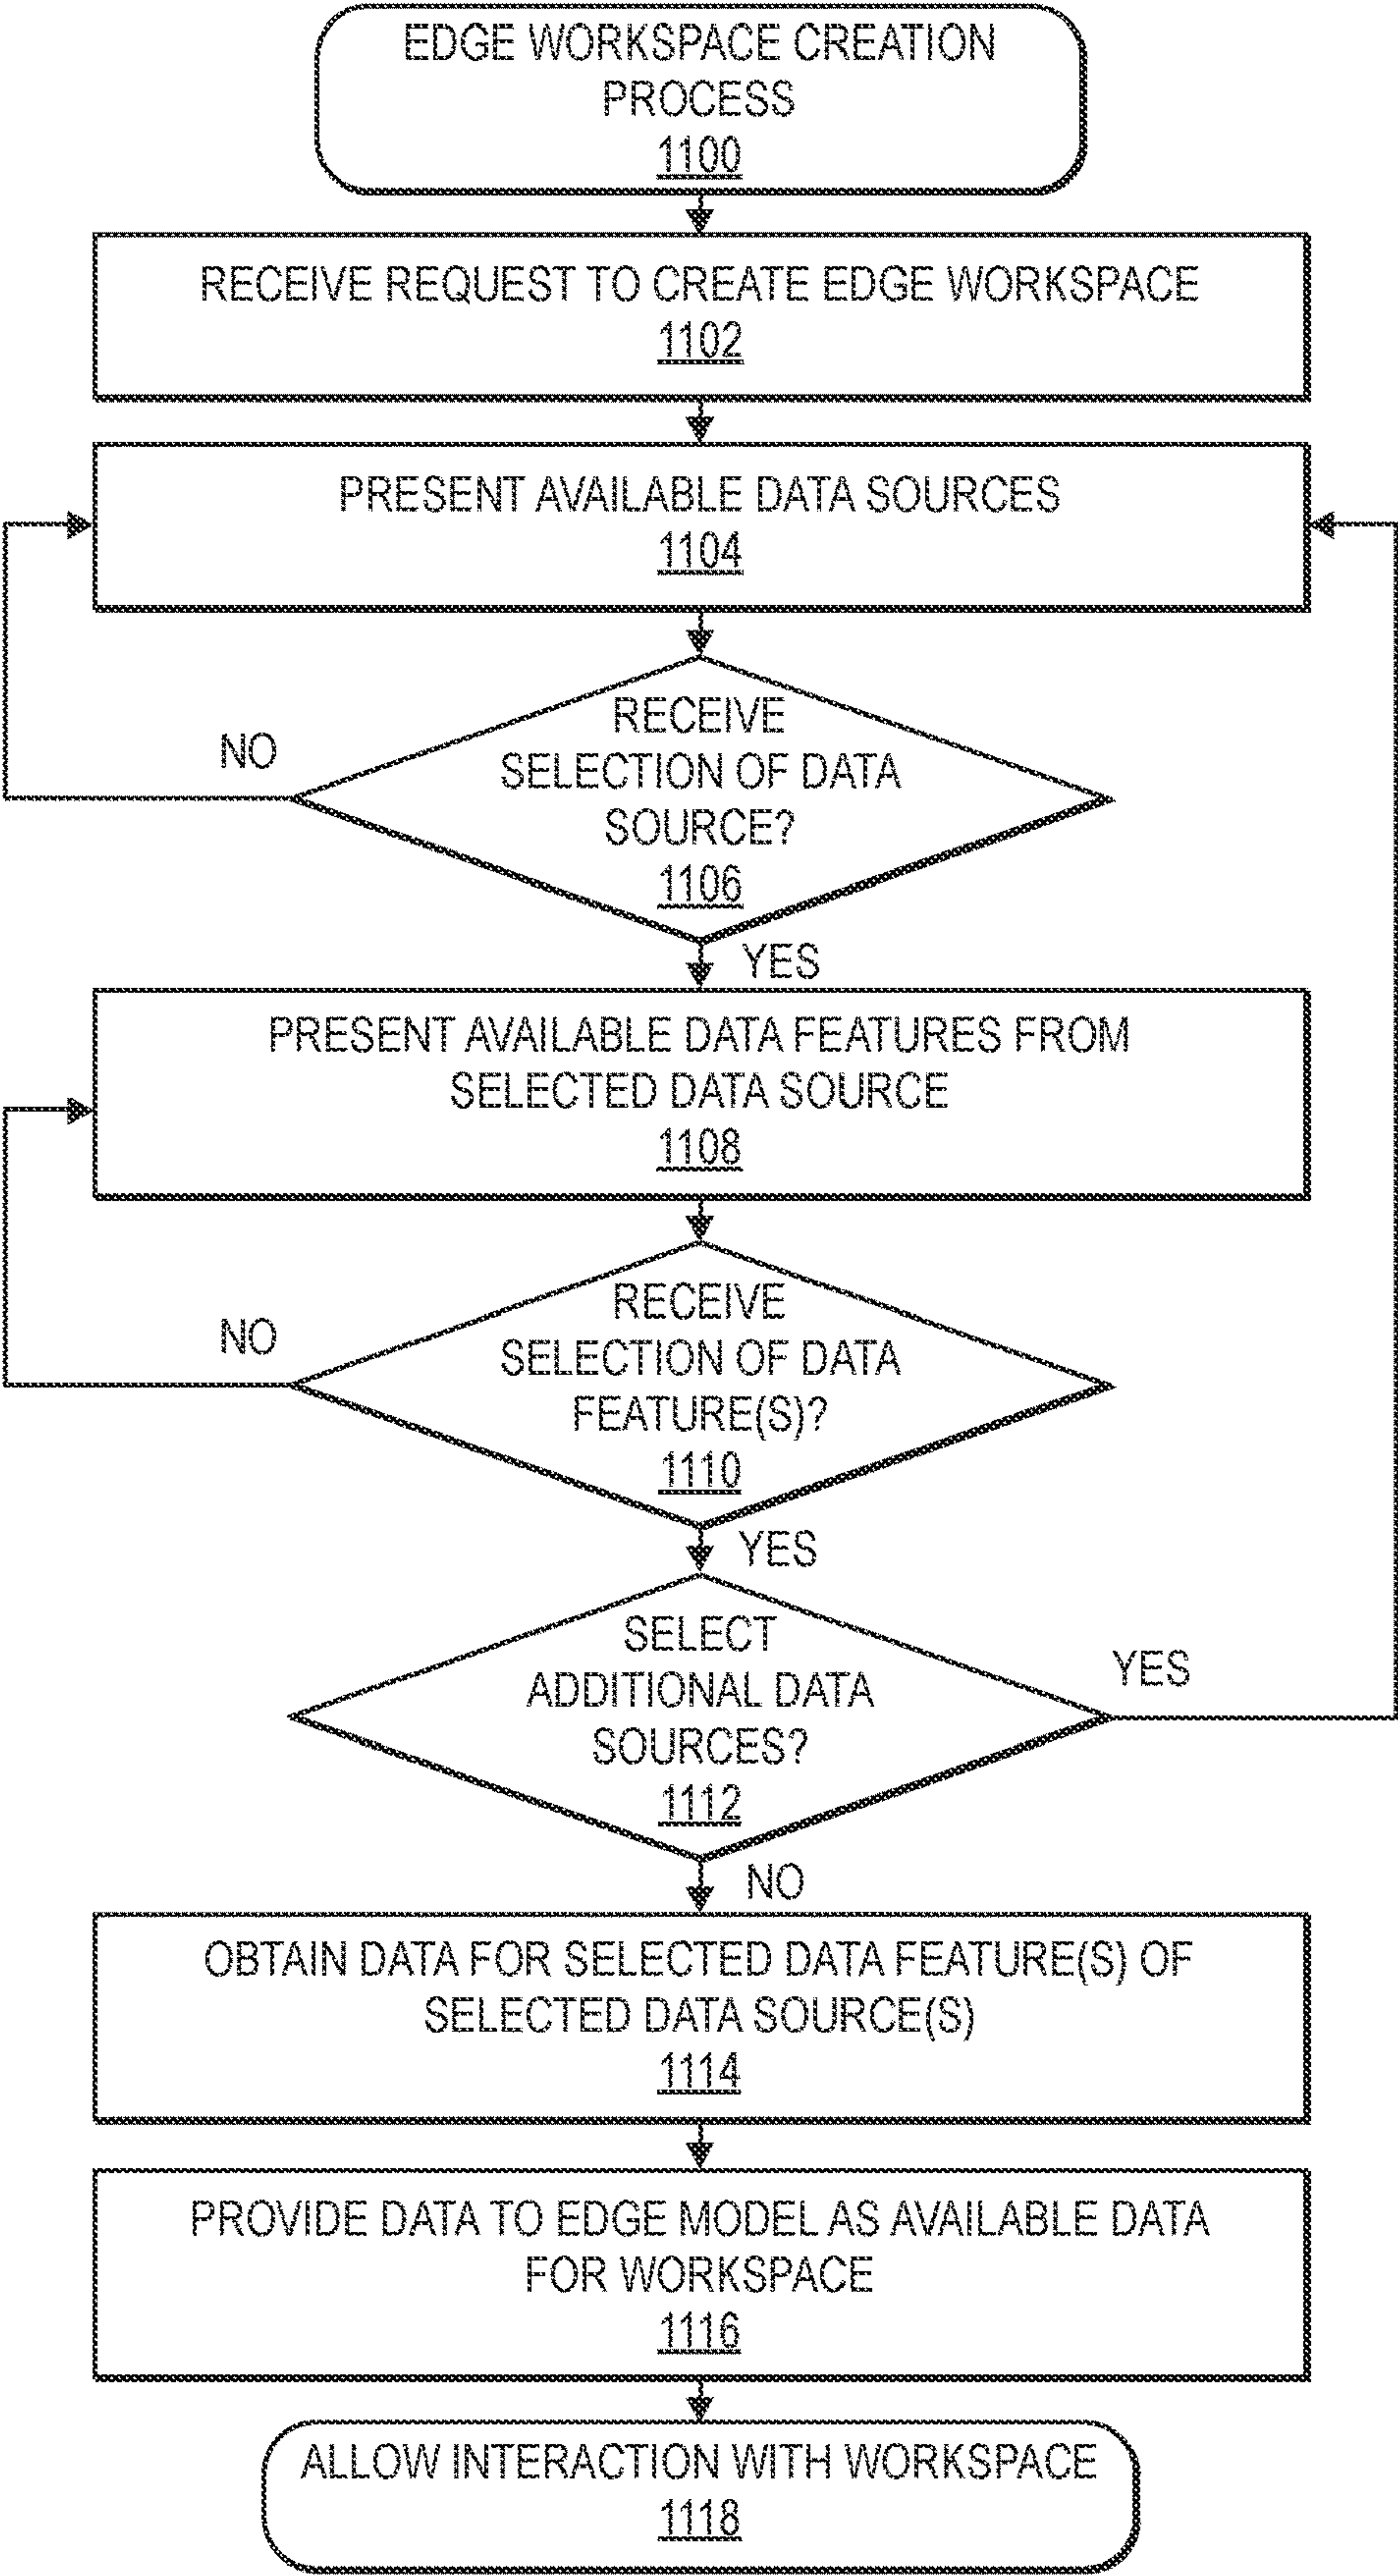 EDGE WORKSPACE CREATION
PROCESS
1100
RECEIVE REQUEST TO CREATE EDGE WORKSPACE
1102
PRESENT AVAILABLE DATA SOURCES
1104
RECEIVE
SELECTION OF DATA
SOURCE?
1106
NO
YES
PRESENT AVAILABLE DATA FEATURES FROM
SELECTED DATA SOURCE
1108
RECEIVE
SELECTION OF DATA
FEATURE(S)?
1110
NO
YES
SELECT
ADDITIONAL DATA
SOURCES?
1112
YES
NO
OBTAIN DATA FOR SELECTED DATA FEATURE(S) OF
SELECTED DATA SOURCE(S)
1114
PROVIDE DATA TO EDGE MODEL AS AVAILABLE DATA
FOR WORKSPACE
1116
ALLOW INTERACTION WITH WORKSPACE
1118